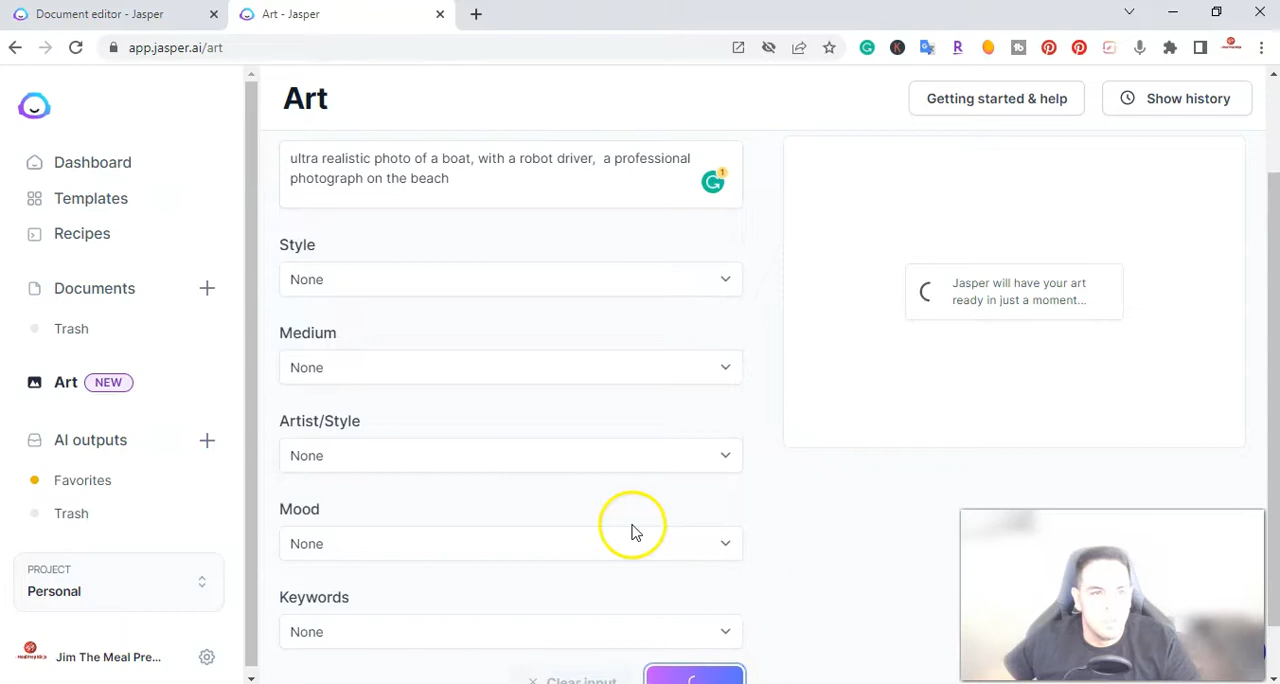 Document editor - Jasper
Art - Jasper
app.jasper.ai/art
Art
Getting started & help
Show history
Dashboard
Templates
Recipes
Documents
Trash
Art NEW
AI outputs
Favorites
Trash
PROJECT
Personal
Jim The Meal Pre...
ultra realistic photo of a boat, with a robot driver,  a professional
photograph on the beach
1
Style
None
Medium
None
Artist/Style
None
Mood
None
Keywords
None
Clear input
Jasper will have your art
ready in just a moment...